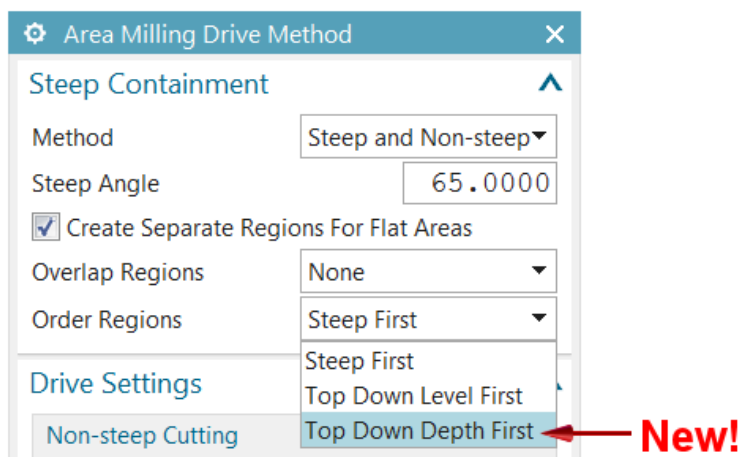 Area Milling Drive Method
Steep Containment
Method Steep and Non-steep
Steep Angle 65.0000
Create Separate Regions For Flat Areas
Overlap Regions None
Order Regions Steep First
Steep First
Drive Settings
Top Down Level First
Non-steep Cutting Top Down Depth First New!